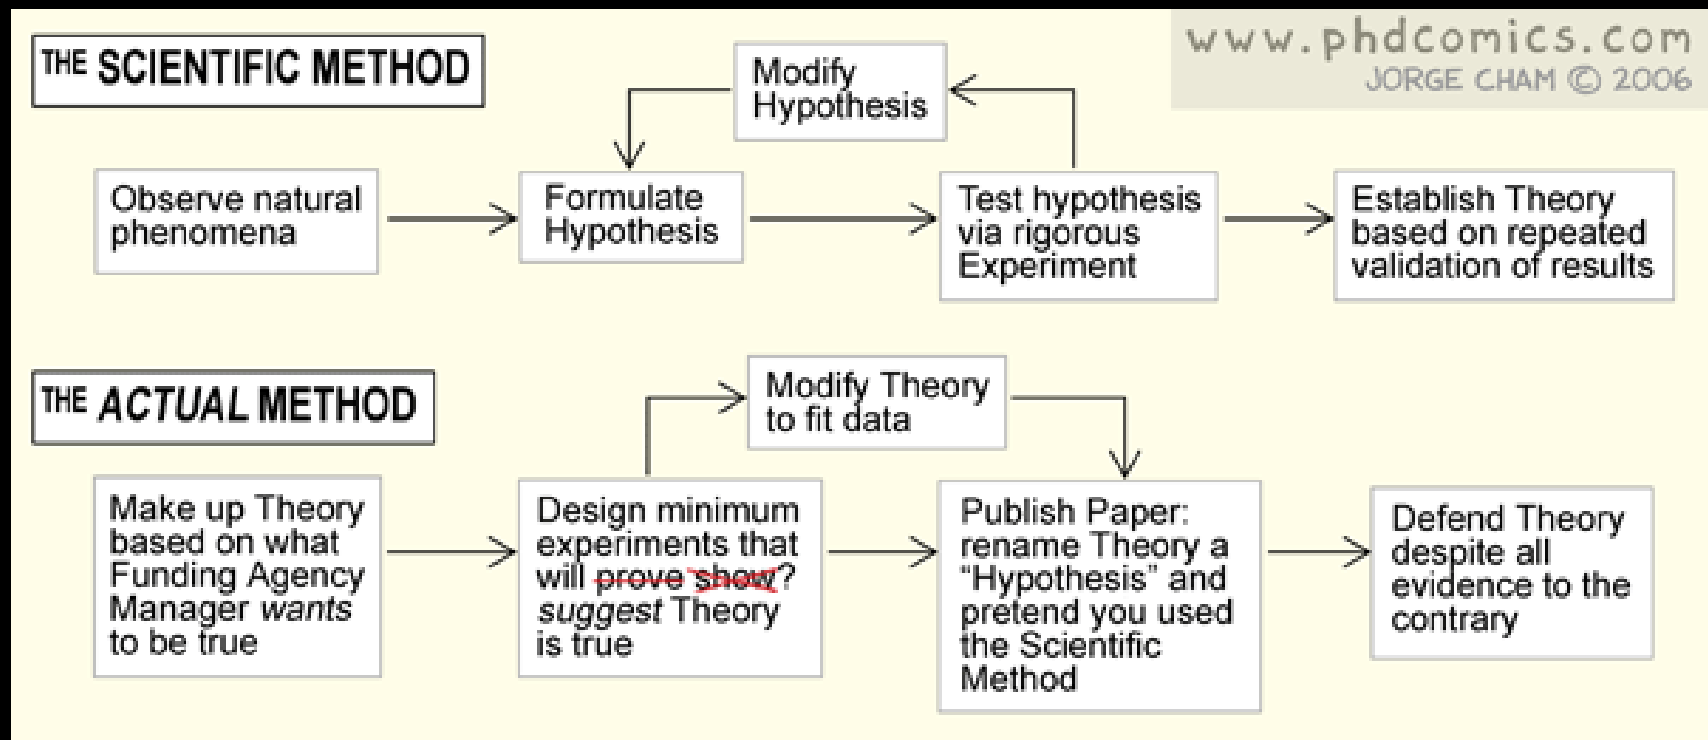 www.phdcomics.com
JORGE CHAM © 2006
THE SCIENTIFIC METHOD
Modify
Hypothesis
Observe natural
phenomena
Formulate
Hypothesis
Test hypothesis
via rigorous
Experiment
Establish Theory
based on repeated
validation of results
THE ACTUAL METHOD
Modify Theory
to fit data
Make up Theory
based on what
Funding Agency
Manager wants
to be true
Design minimum
experiments that
will prove show?
suggest Theory
is true
Publish Paper:
rename Theory a
“Hypothesis” and
pretend you used
the Scientific
Method
Defend Theory
despite all
evidence to the
contrary